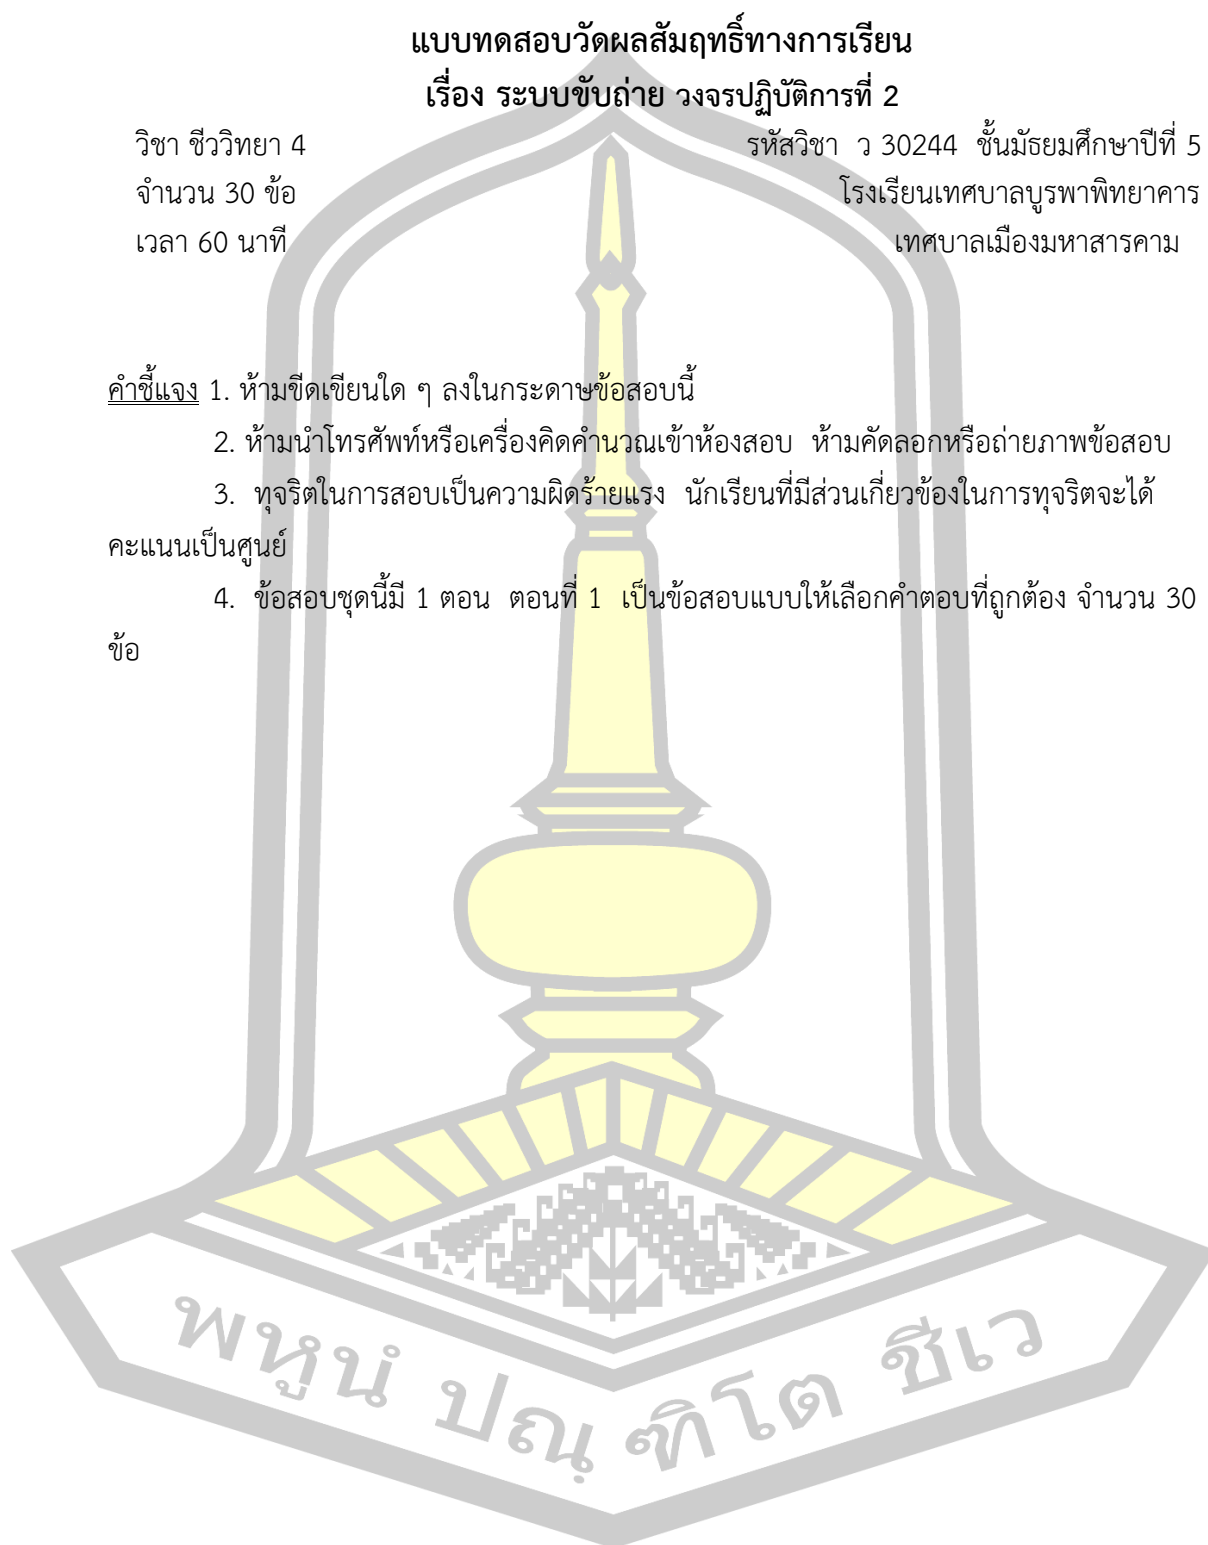 แบบทดสอบวัดผลสัมฤทธิ์ทางการเรียน
เรื่อง ระบบขับถ่าย วงจรปฏิบัติการที่ 2
วิชา ชีววิทยา 4 รหัสวิชา ว 30244 ชั้นมัธยมศึกษาปีที่ 5
จำนวน 30 ข้อ โรงเรียนเทศบาลบูรพาพิทยาคาร
เวลา 60 นาที เทศบาลเมืองมหาสารคาม
คำชี้แจง 1. ห้ามขีดเขียนใด ๆ ลงในกระดาษข้อสอบนี้
2. ห้ามนำโทรศัพท์หรือเครื่องคิดคำนวณเข้าห้องสอบ ห้ามคัดลอกหรือถ่ายภาพข้อสอบ
3. ทุจริตในการสอบเป็นความผิดร้ายแรง นักเรียนที่มีส่วนเกี่ยวข้องในการทุจริตจะได้
คะแนนเป็นศูนย์
4. ข้อสอบชุดนี้มี 1 ตอน ตอนที่ 1 เป็นข้อสอบแบบให้เลือกคำตอบที่ถูกต้อง จำนวน 30
ข้อ
พหูนํ ปณฺ ฑิโต ชีเว